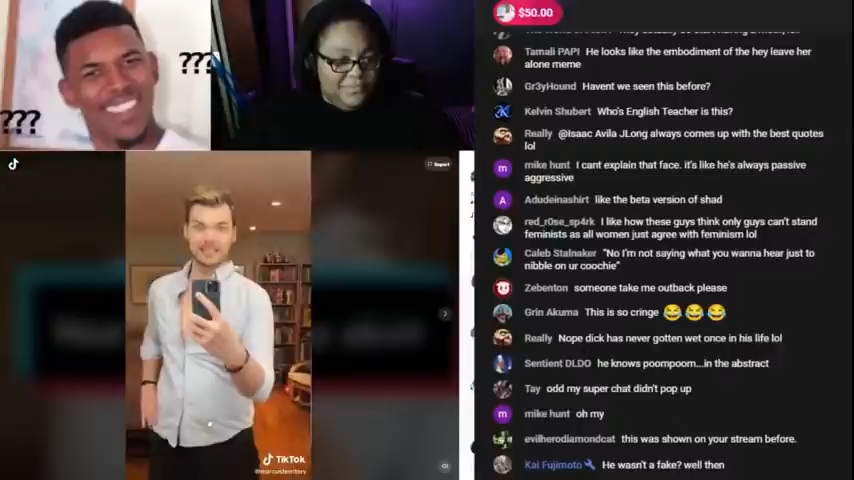 ???
???
$50.00
Tamali PAPI He looks like the embodiment of the hey leave her
alone meme
Gr3yHound Havent we seen this before?
Kelvin Shubert Who's English Teacher is this?
Really @Isaac Avila JLong always comes up with the best quotes
lol
mike hunt I cant explain that face. it's like he's always passive
aggressive
Adudeinashirt like the beta version of shad
red_r0se_sp4rk I like how these guys think only guys can't stand
feminists as all women just agree with feminism lol
Caleb Stalnaker "No I'm not saying what you wanna hear just to
nibble on ur coochie"
Zebenton someone take me outback please
Grin Akuma This is so cringe 😂😂😂
Really Nope dick has never gotten wet once in his life lol
Sentient DLDO he knows poompoom...in the abstract
Tay odd my super chat didn't pop up
mike hunt oh my
evilherodiamondcat this was shown on your stream before.
Kai Fujimoto He wasn't a fake? well then
Report
TikTok
@marcusterritory